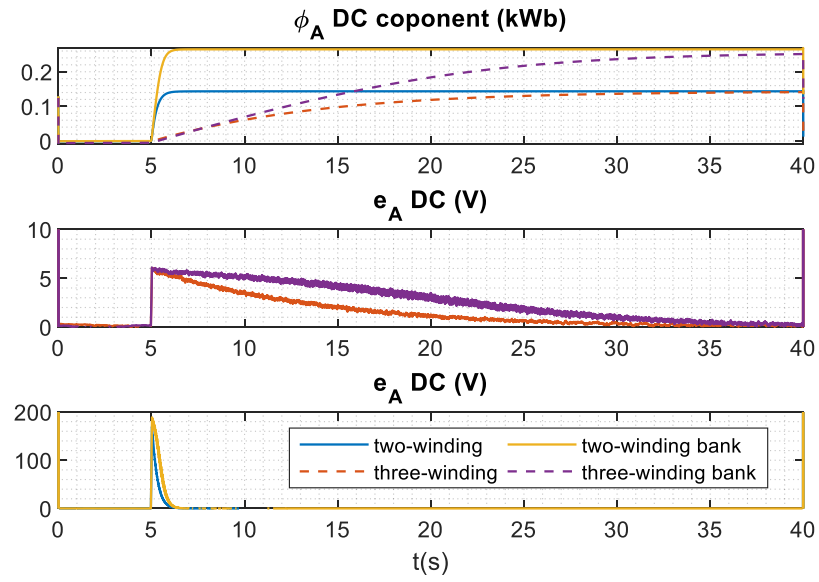 ϕA DC coponent (kWb)
0.2
0.1
0
0 5 10 15 20 25 30 35 40
eA DC (V)
10
5
0
0 5 10 15 20 25 30 35 40
eA DC (V)
200
100
0
two-winding two-winding bank
three-winding three-winding bank
0 5 10 15 20 25 30 35 40
t(s)